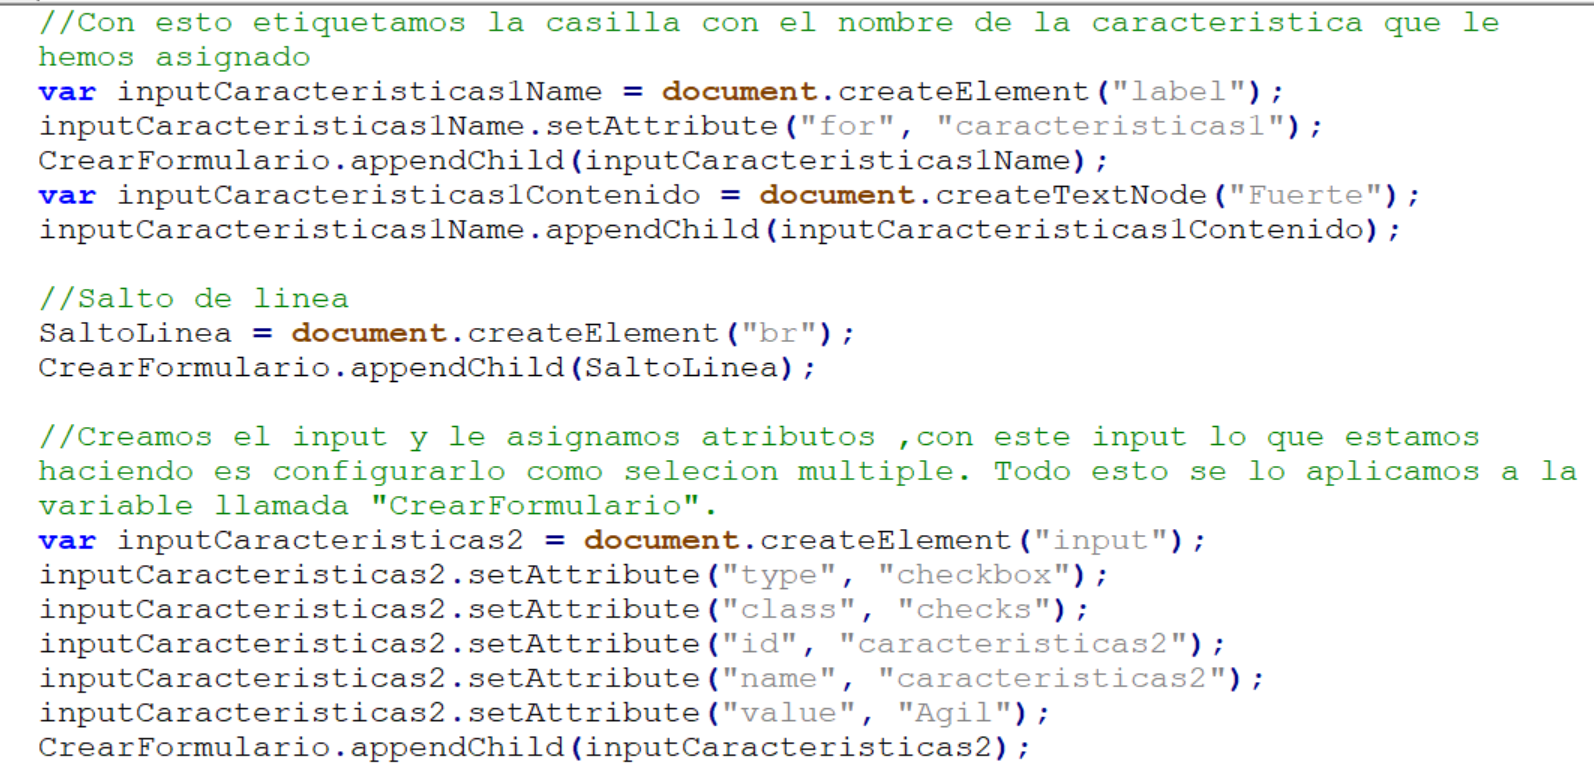 //Con esto etiquetamos la casilla con el nombre de la caracteristica que le
hemos asignado
var inputCaracteristicas1Name = document.createElement("label");
inputCaracteristicas1Name.setAttribute("for", "caracteristicas1");
CrearFormulario.appendChild(inputCaracteristicas1Name);
var inputCaracteristicas1Contenido = document.createTextNode("Fuerte");
inputCaracteristicas1Name.appendChild(inputCaracteristicas1Contenido);
//Salto de linea
SaltoLinea = document.createElement("br");
CrearFormulario.appendChild(SaltoLinea);
//Creamos el input y le asignamos atributos ,con este input lo que estamos
haciendo es configurarlo como selecion multiple. Todo esto se lo aplicamos a la
variable llamada "CrearFormulario".
var inputCaracteristicas2 = document.createElement("input");
inputCaracteristicas2.setAttribute("type", "checkbox");
inputCaracteristicas2.setAttribute("class", "checks");
inputCaracteristicas2.setAttribute("id", "caracteristicas2");
inputCaracteristicas2.setAttribute("name", "caracteristicas2");
inputCaracteristicas2.setAttribute("value", "Agil");
CrearFormulario.appendChild(inputCaracteristicas2);